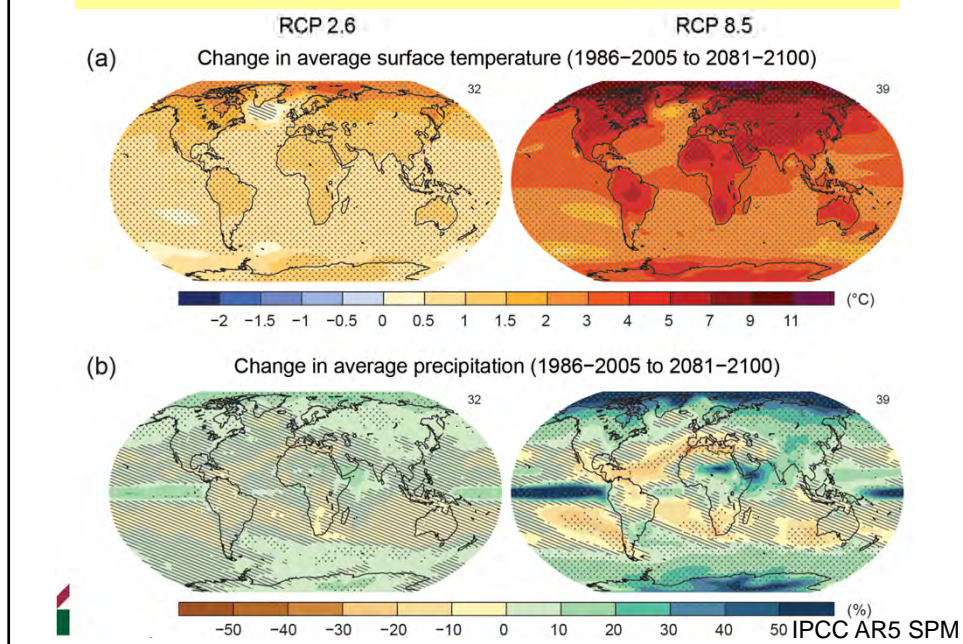 RCP 2.6 RCP 8.5
(a) Change in average surface temperature (1986−2005 to 2081−2100)
32 39
(°C)
−2 −1.5 −1 −0.5 0 0.5 1 1.5 2 3 4 5 7 9 11
(b) Change in average precipitation (1986−2005 to 2081−2100)
32 39
(%)
−50 −40 −30 −20 −10 0 10 20 30 40 50
IPCC AR5 SPM